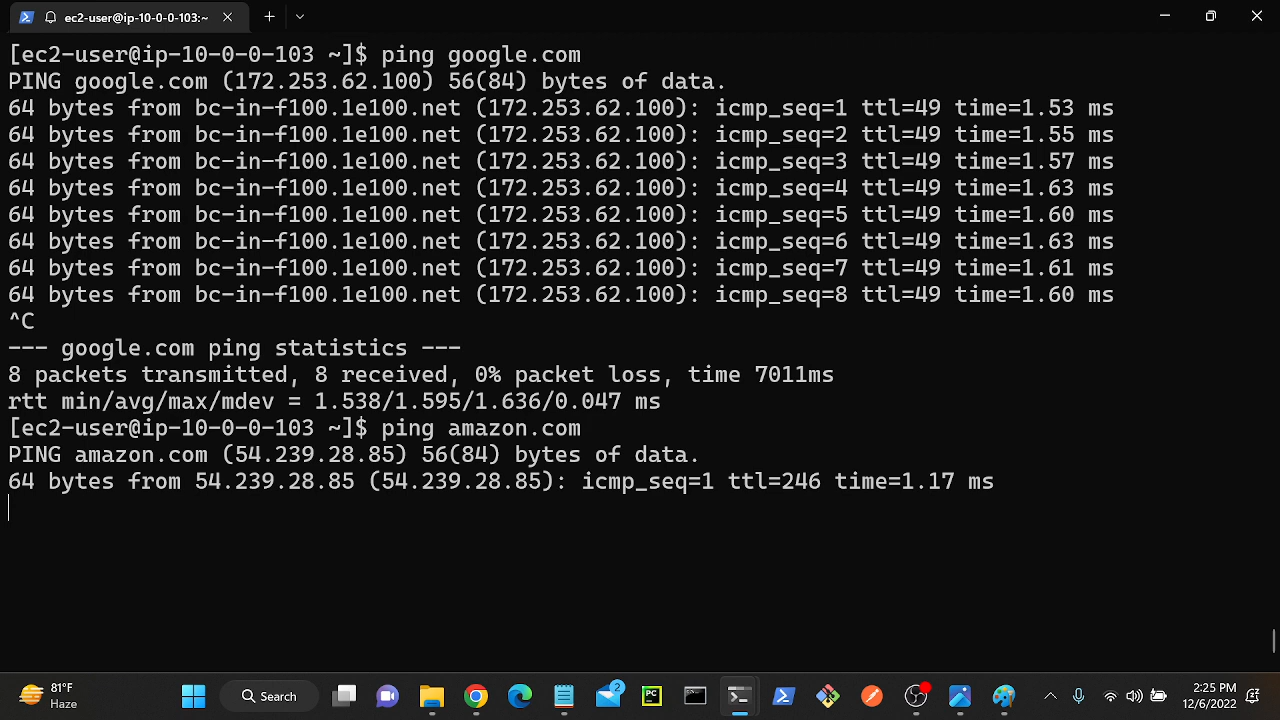 ec2-user@ip-10-0-0-103:~
[ec2-user@ip-10-0-0-103 ~]$ ping google.com
PING google.com (172.253.62.100) 56(84) bytes of data.
64 bytes from bc-in-f100.1e100.net (172.253.62.100): icmp_seq=1 ttl=49 time=1.53 ms
64 bytes from bc-in-f100.1e100.net (172.253.62.100): icmp_seq=2 ttl=49 time=1.55 ms
64 bytes from bc-in-f100.1e100.net (172.253.62.100): icmp_seq=3 ttl=49 time=1.57 ms
64 bytes from bc-in-f100.1e100.net (172.253.62.100): icmp_seq=4 ttl=49 time=1.63 ms
64 bytes from bc-in-f100.1e100.net (172.253.62.100): icmp_seq=5 ttl=49 time=1.60 ms
64 bytes from bc-in-f100.1e100.net (172.253.62.100): icmp_seq=6 ttl=49 time=1.63 ms
64 bytes from bc-in-f100.1e100.net (172.253.62.100): icmp_seq=7 ttl=49 time=1.61 ms
64 bytes from bc-in-f100.1e100.net (172.253.62.100): icmp_seq=8 ttl=49 time=1.60 ms
^C
--- google.com ping statistics ---
8 packets transmitted, 8 received, 0% packet loss, time 7011ms
rtt min/avg/max/mdev = 1.538/1.595/1.636/0.047 ms
[ec2-user@ip-10-0-0-103 ~]$ ping amazon.com
PING amazon.com (54.239.28.85) 56(84) bytes of data.
64 bytes from 54.239.28.85 (54.239.28.85): icmp_seq=1 ttl=246 time=1.17 ms
81°F
Haze
Search
2
PC
2:25 PM
12/6/2022